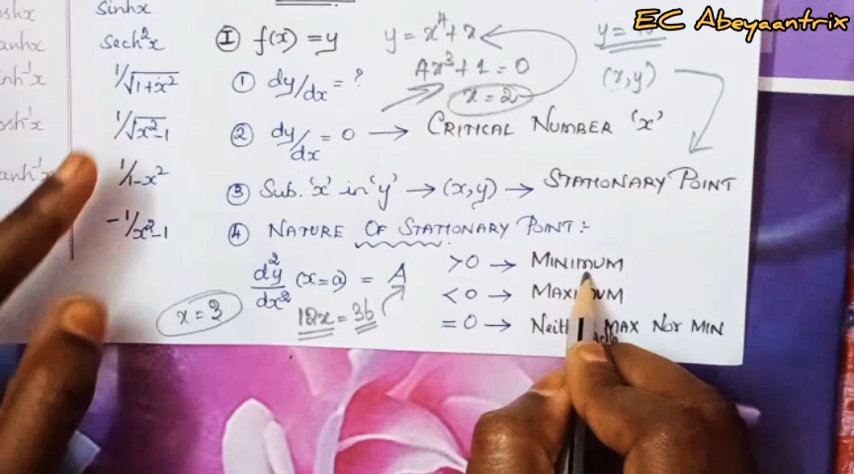 EC Abeyaantrix
sinhx
sech²x
1/√1+x²
1/√x²-1
1/1-x²
-1/x²-1
I f(x) = y
y = x⁴+x
4x³+1 = 0
x = 2
(x,y)
① dy/dx = ?
② dy/dx = 0 → CRITICAL NUMBER 'x'
③ Sub. 'x' in 'y' → (x,y) → STATIONARY POINT
④ NATURE OF STATIONARY POINT:-
d²y/dx² (x=a) = A
>0 → MINIMUM
<0 → MAXIMUM
=0 → MAX NOR MIN
x = 3
12x = 36